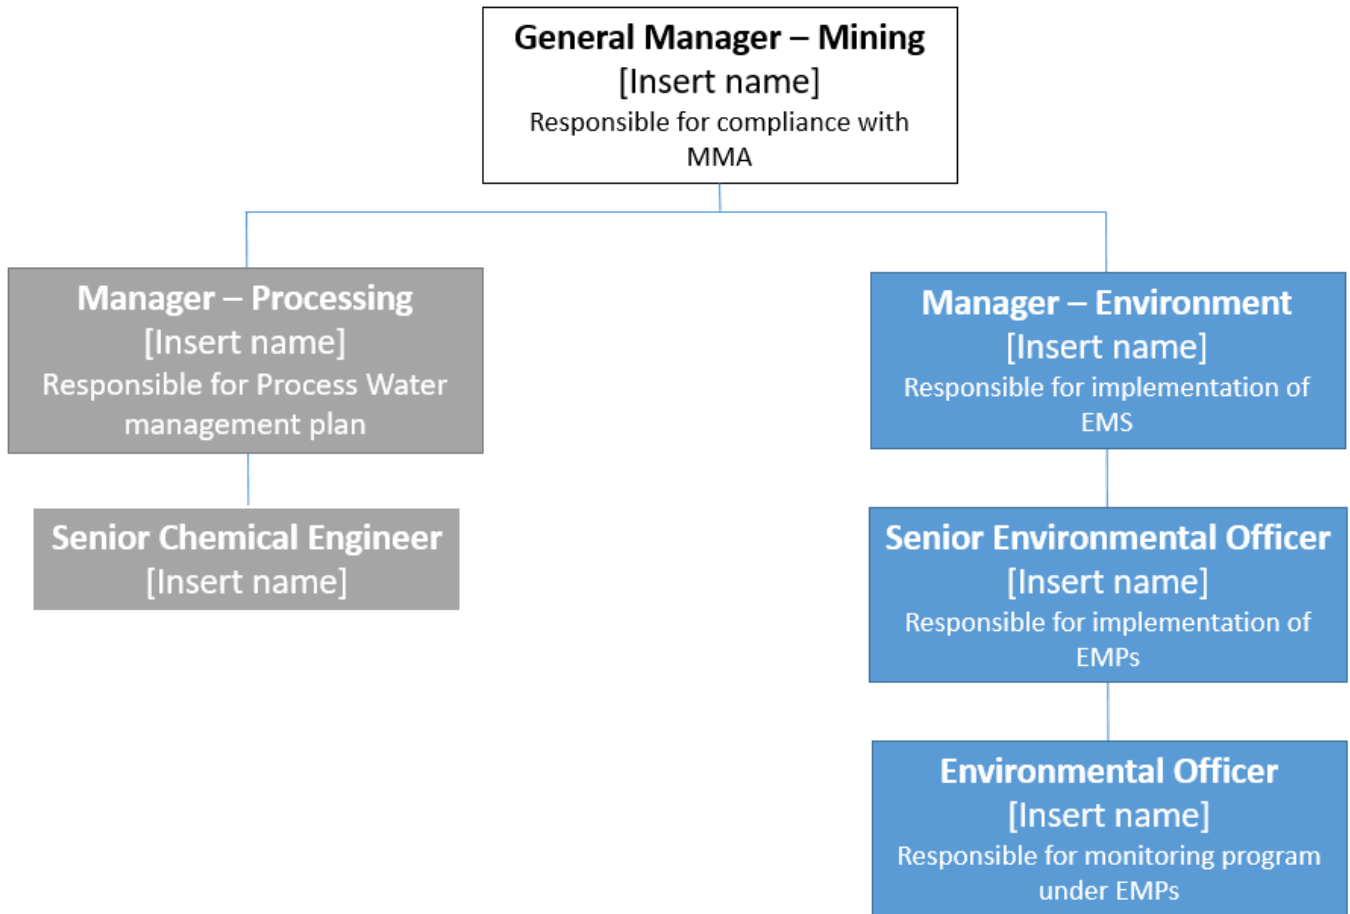 General Manager – Mining
[Insert name]
Responsible for compliance with
MMA
Manager – Processing
[Insert name]
Responsible for Process Water
management plan
Senior Chemical Engineer
[Insert name]
Manager – Environment
[Insert name]
Responsible for implementation of
EMS
Senior Environmental Officer
[Insert name]
Responsible for implementation of
EMPs
Environmental Officer
[Insert name]
Responsible for monitoring program
under EMPs